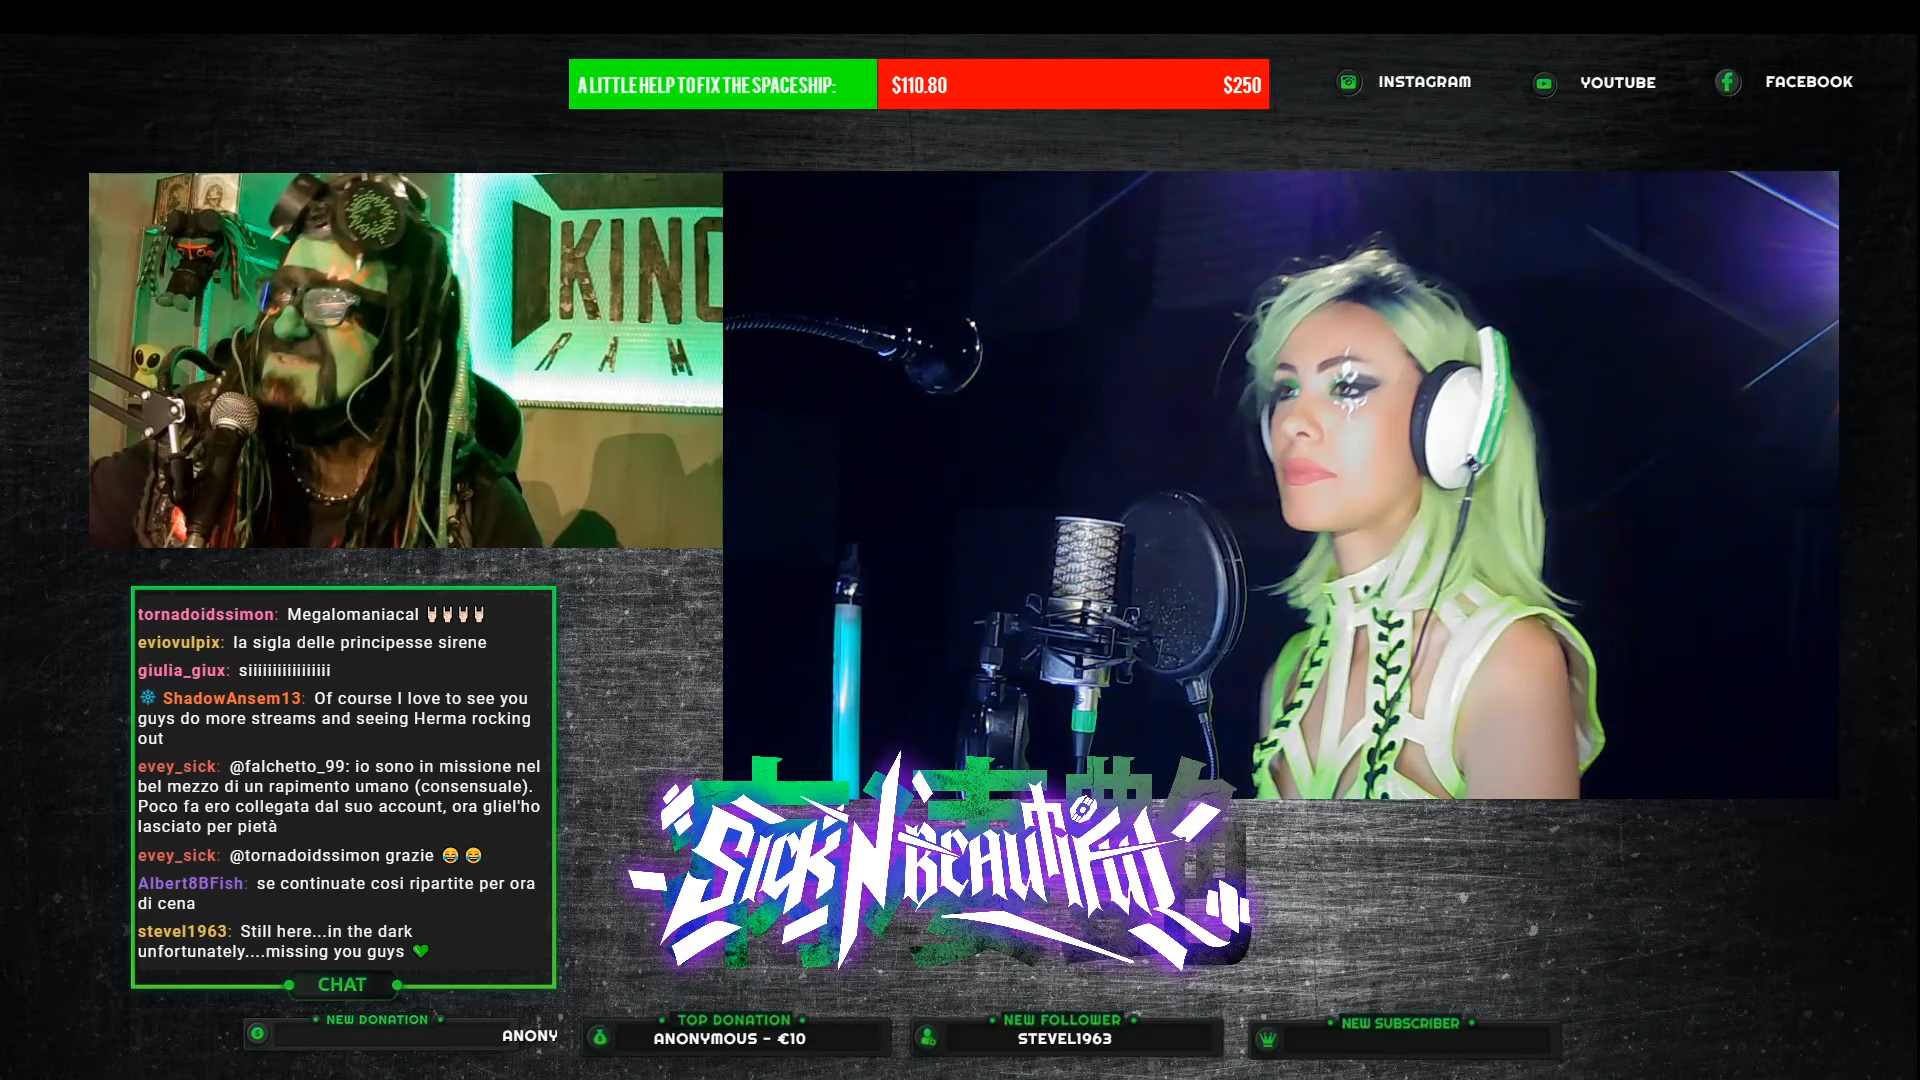 A LITTLE HELP TO FIX THE SPACESHIP:
$110.80
$250
INSTAGRAM
YOUTUBE
FACEBOOK
KING
RAM
tornadoidssimon: Megalomaniacal 🤘🏻🤘🏻🤘🏻🤘🏻
eviovulpix: la sigla delle principesse sirene
giulia_giux: siiiiiiiiiiiiiiii
ShadowAnsem13: Of course I love to see you
guys do more streams and seeing Herma rocking
out
evey_sick: @falchetto_99: io sono in missione nel
bel mezzo di un rapimento umano (consensuale).
Poco fa ero collegata dal suo account, ora gliel'ho
lasciato per pietà
evey_sick: @tornadoidssimon grazie 😂 😂
Albert8BFish: se continuate cosi ripartite per ora
di cena
stevel1963: Still here...in the dark
unfortunately....missing you guys 💚
CHAT
SICK N BEAUTIFUL
NEW DONATION
ANONY
TOP DONATION
ANONYMOUS - €10
NEW FOLLOWER
STEVEL1963
NEW SUBSCRIBER